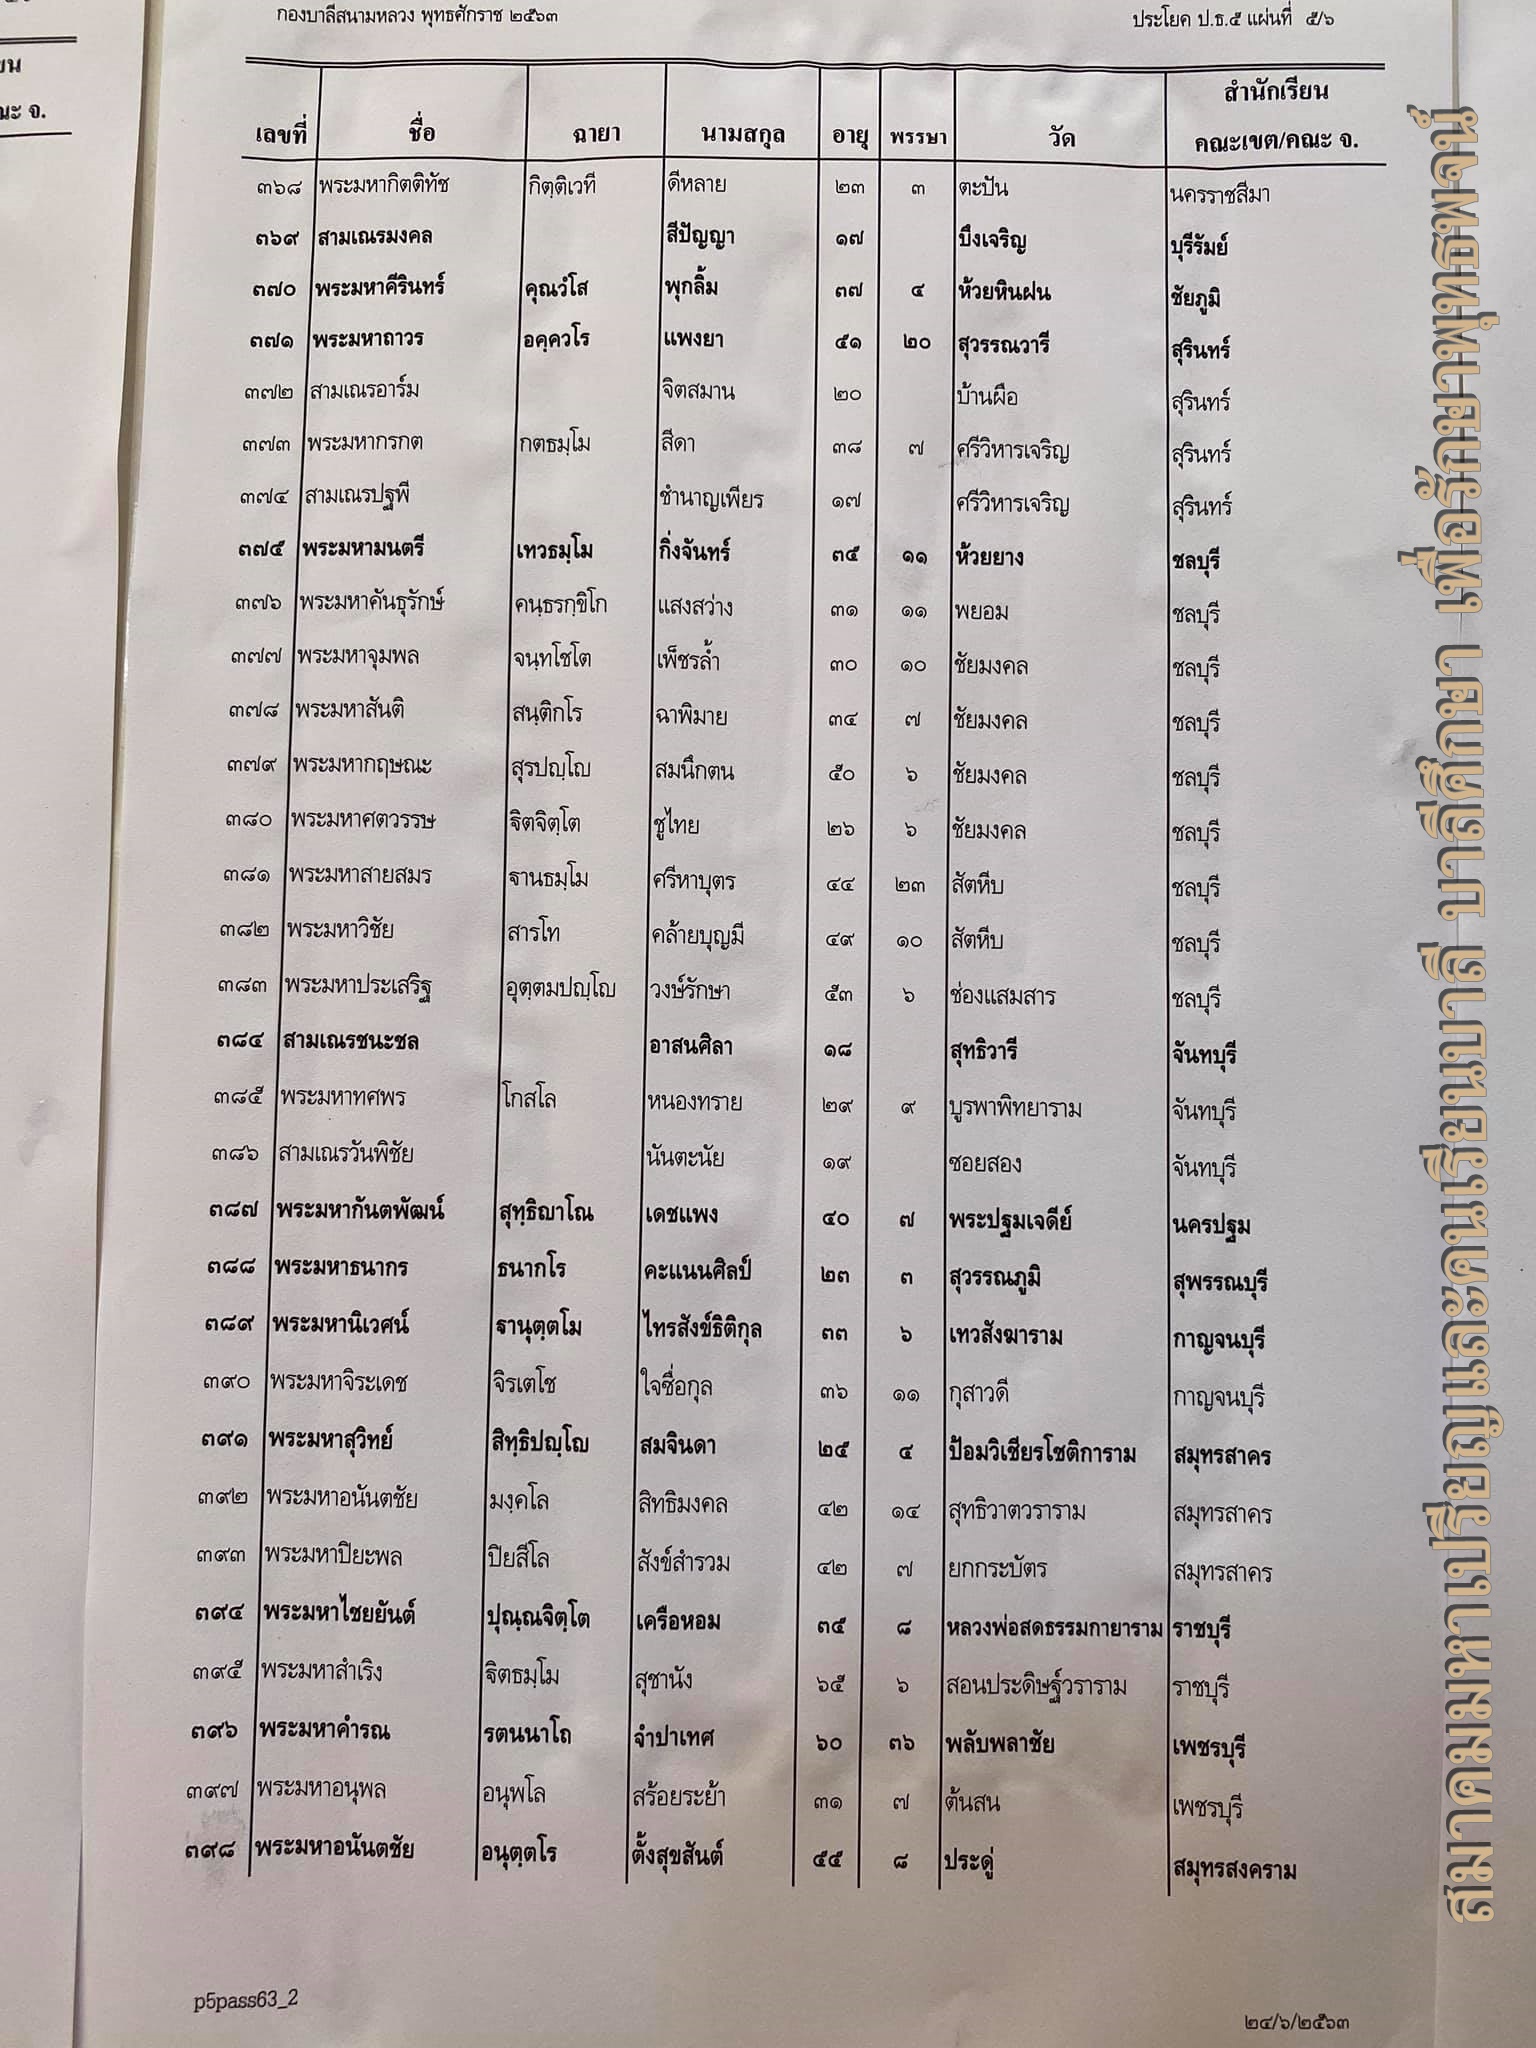 กองบาลีสนามหลวง พุทธศักราช ๒๕๖๓ ประโยค ป.ธ.๕ แผ่นที่ ๕/๖
เลขที่ ชื่อ ฉายา นามสกุล อายุ พรรษา วัด สำนักเรียน คณะเขต/คณะ จ.
๓๖๘ พระมหากิตติทัช กิตฺติเวที ดีหลาย ๒๓ ๓ ตะปัน นครราชสีมา
๓๖๙ สามเณรมงคล สีปัญญา ๑๗ บึงเจริญ บุรีรัมย์
๓๗๐ พระมหาคีรินทร์ คุณวํโส พุกลิ้ม ๓๗ ๔ ห้วยหินฝน ชัยภูมิ
๓๗๑ พระมหาถาวร อคฺควโร แพงยา ๕๑ ๒๐ สุวรรณวารี สุรินทร์
๓๗๒ สามเณรอาร์ม จิตสมาน ๒๐ บ้านผือ สุรินทร์
๓๗๓ พระมหากรกต กตธมฺโม สีดา ๓๘ ๗ ศรีวิหารเจริญ สุรินทร์
๓๗๔ สามเณรปฐพี ชำนาญเพียร ๑๗ ศรีวิหารเจริญ สุรินทร์
๓๗๕ พระมหามนตรี เทวธมฺโม กิ่งจันทร์ ๓๕ ๑๑ ห้วยยาง ชลบุรี
๓๗๖ พระมหาคันธุรักษ์ คนฺธรกฺขิโก แสงสว่าง ๓๑ ๑๑ พยอม ชลบุรี
๓๗๗ พระมหาจุมพล จนฺทโชโต เพ็ชรล้ำ ๓๐ ๑๐ ชัยมงคล ชลบุรี
๓๗๘ พระมหาสันติ สนฺติกโร ฉาพิมาย ๓๔ ๗ ชัยมงคล ชลบุรี
๓๗๙ พระมหากฤษณะ สุรปญฺโญ สมนึกตน ๕๐ ๖ ชัยมงคล ชลบุรี
๓๘๐ พระมหาศตวรรษ ฐิตจิตฺโต ชูไทย ๒๖ ๖ ชัยมงคล ชลบุรี
๓๘๑ พระมหาสายสมร ฐานธมฺโม ศรีหาบุตร ๔๔ ๒๓ สัตหีบ ชลบุรี
๓๘๒ พระมหาวิชัย สารโท คล้ายบุญมี ๔๙ ๑๐ สัตหีบ ชลบุรี
๓๘๓ พระมหาประเสริฐ อุตฺตมปญฺโญ วงษ์รักษา ๕๓ ๖ ช่องแสมสาร ชลบุรี
๓๘๔ สามเณรชนะชล อาสนศิลา ๑๘ สุทธิวารี จันทบุรี
๓๘๕ พระมหาทศพร โกสโล หนองทราย ๒๙ ๙ บูรพาพิทยาราม จันทบุรี
๓๘๖ สามเณรวันพิชัย นันตะนัย ๑๙ ซอยสอง จันทบุรี
๓๘๗ พระมหากันตพัฒน์ สุทฺธิญาโณ เดชแพง ๔๐ ๗ พระปฐมเจดีย์ นครปฐม
๓๘๘ พระมหาธนากร ธนากโร คะแนนศิลป์ ๒๓ ๓ สุวรรณภูมิ สุพรรณบุรี
๓๘๙ พระมหานิเวศน์ ฐานุตฺตโม ไทรสังข์ธิติกุล ๓๓ ๖ เทวสังฆาราม กาญจนบุรี
๓๙๐ พระมหาจิระเดช จิรเตโช ใจซื่อกุล ๓๖ ๑๑ กุสาวดี กาญจนบุรี
๓๙๑ พระมหาสุวิทย์ สิทฺธิปญฺโญ สมจินดา ๒๕ ๔ ป้อมวิเชียรโชติการาม สมุทรสาคร
๓๙๒ พระมหาอนันตชัย มงฺคโล สิทธิมงคล ๔๒ ๑๔ สุทธิวาตวราราม สมุทรสาคร
๓๙๓ พระมหาปิยะพล ปิยสีโล สังข์สำรวม ๔๒ ๗ ยกกระบัตร สมุทรสาคร
๓๙๔ พระมหาไชยยันต์ ปุณฺณจิตฺโต เครือหอม ๓๕ ๘ หลวงพ่อสดธรรมกายาราม ราชบุรี
๓๙๕ พระมหาสำเริง ฐิตธมฺโม สุชานัง ๖๕ ๖ สอนประดิษฐ์วราราม ราชบุรี
๓๙๖ พระมหาคำรณ รตนนาโถ จำปาเทศ ๖๐ ๓๖ พลับพลาชัย เพชรบุรี
๓๙๗ พระมหาอนุพล อนุพโล สร้อยระย้า ๓๑ ๗ ต้นสน เพชรบุรี
๓๙๘ พระมหาอนันตชัย อนุตฺตโร ตั้งสุขสันต์ ๕๕ ๘ ประดู่ สมุทรสงคราม
p5pass63_2
๒๔/๖/๒๕๖๓
สมาคมมหาเปรียญและคนเรียนบาลี บาลีศึกษา เพื่อรักษาพุทธพจน์